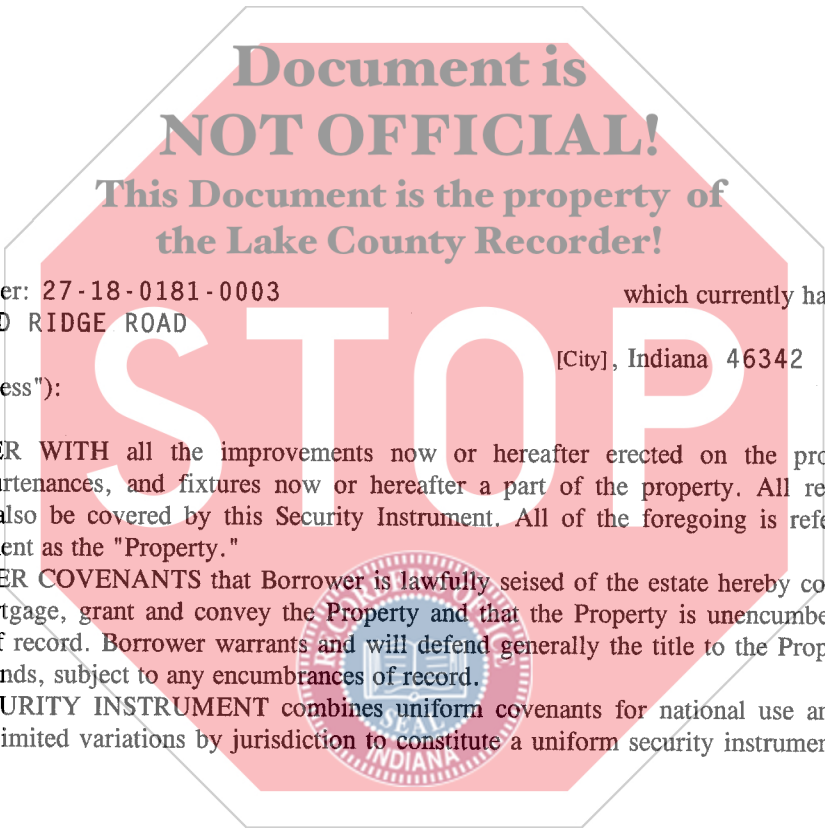 Document is
NOT OFFICIAL!
This Document is the property of
the Lake County Recorder!
er: 27-18-0181-0003 which currently ha
D RIDGE ROAD
[City], Indiana 46342
ess"):
STOP
ER WITH all the improvements now or hereafter erected on the pro
urtenances, and fixtures now or hereafter a part of the property. All re
also be covered by this Security Instrument. All of the foregoing is refe
ent as the "Property."
ER COVENANTS that Borrower is lawfully seised of the estate hereby co
tgage, grant and convey the Property and that the Property is unencumbe
f record. Borrower warrants and will defend generally the title to the Prop
nds, subject to any encumbrances of record.
URITY INSTRUMENT combines uniform covenants for national use an
imited variations by jurisdiction to constitute a uniform security instrumen
RECORDER'S OFFICE
SEAL
INDIANA